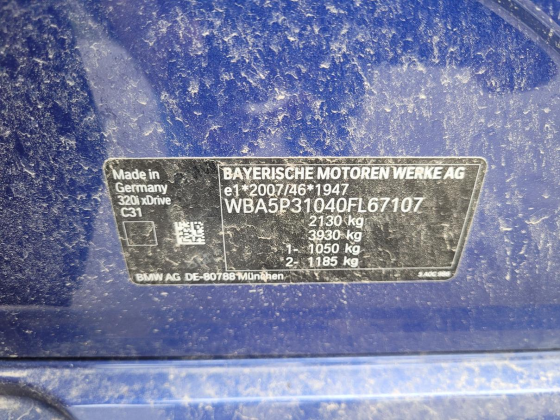 Made in
Germany
320i xDrive
C31
BAYERISCHE MOTOREN WERKE AG
e1*2007/46*1947
WBA5P31040FL67107
2130 kg
3930 kg
1- 1050 kg
2- 1185 kg
BMW AG DE-80788 München